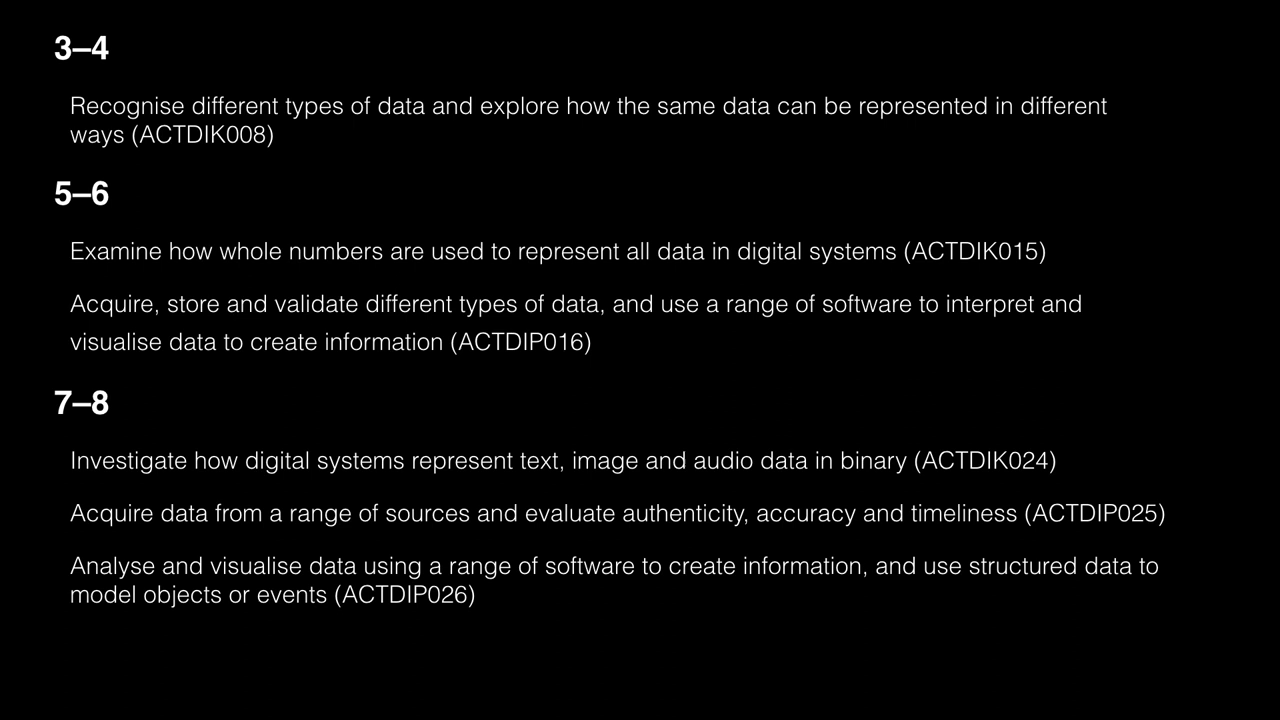 3–4
Recognise different types of data and explore how the same data can be represented in different
ways (ACTDIK008)
5–6
Examine how whole numbers are used to represent all data in digital systems (ACTDIK015)
Acquire, store and validate different types of data, and use a range of software to interpret and
visualise data to create information (ACTDIP016)
7–8
Investigate how digital systems represent text, image and audio data in binary (ACTDIK024)
Acquire data from a range of sources and evaluate authenticity, accuracy and timeliness (ACTDIP025)
Analyse and visualise data using a range of software to create information, and use structured data to
model objects or events (ACTDIP026)